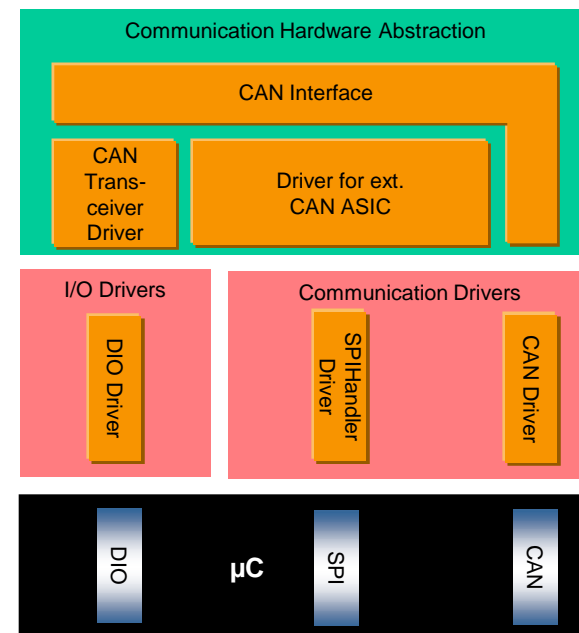 Communication Hardware Abstraction
CAN Interface
CAN
Trans-
ceiver
Driver
Driver for ext.
CAN ASIC
I/O Drivers
Communication Drivers
DIO Driver
SPIHandler
Driver
CAN Driver
DIO
µC
SPI
CAN